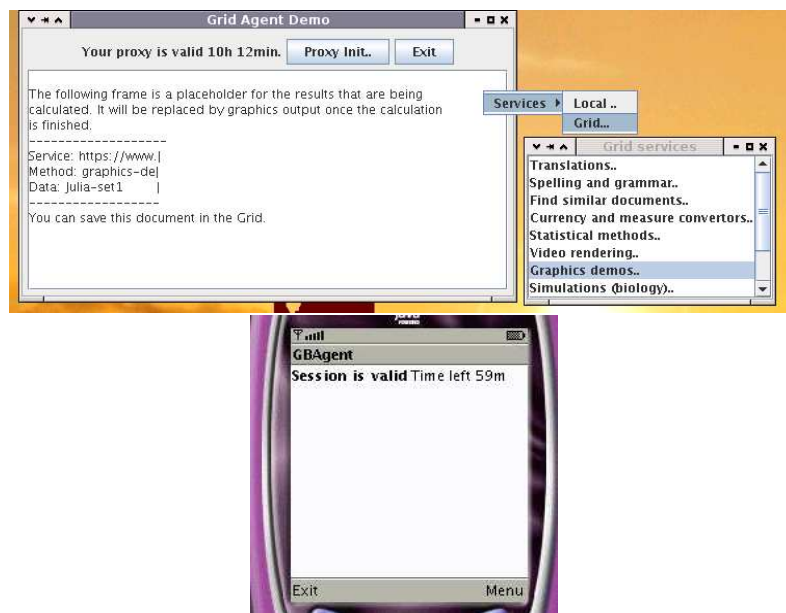 Grid Agent Demo
Your proxy is valid 10h 12min. Proxy Init.. Exit
The following frame is a placeholder for the results that are being
calculated. It will be replaced by graphics output once the calculation
is finished.
-------------------
Service: https://www.|
Method: graphics-de|
Data: Julia-set1 |
------------------
You can save this document in the Grid.
Services
Local ..
Grid...
Grid services
Translations..
Spelling and grammar..
Find similar documents..
Currency and measure convertors..
Statistical methods..
Video rendering..
Graphics demos..
Simulations (biology)..
GBAgent
Session is valid Time left 59m
Exit Menu